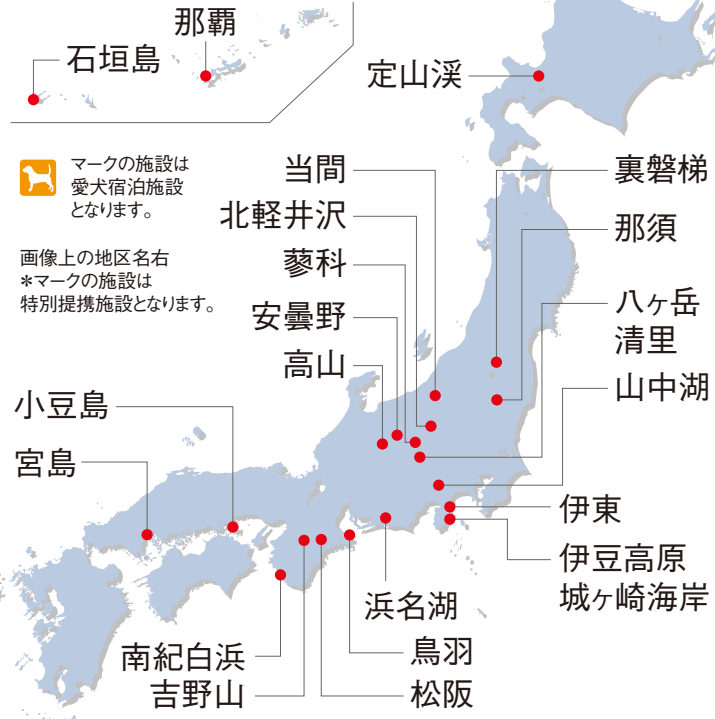 那覇
石垣島
定山渓
マークの施設は
愛犬宿泊施設
となります。
画像上の地区名右
＊マークの施設は
特別提携施設となります。
当間
北軽井沢
蓼科
安曇野
高山
小豆島
宮島
裏磐梯
那須
八ヶ岳
清里
山中湖
伊東
伊豆高原
城ヶ崎海岸
浜名湖
鳥羽
松阪
南紀白浜
吉野山